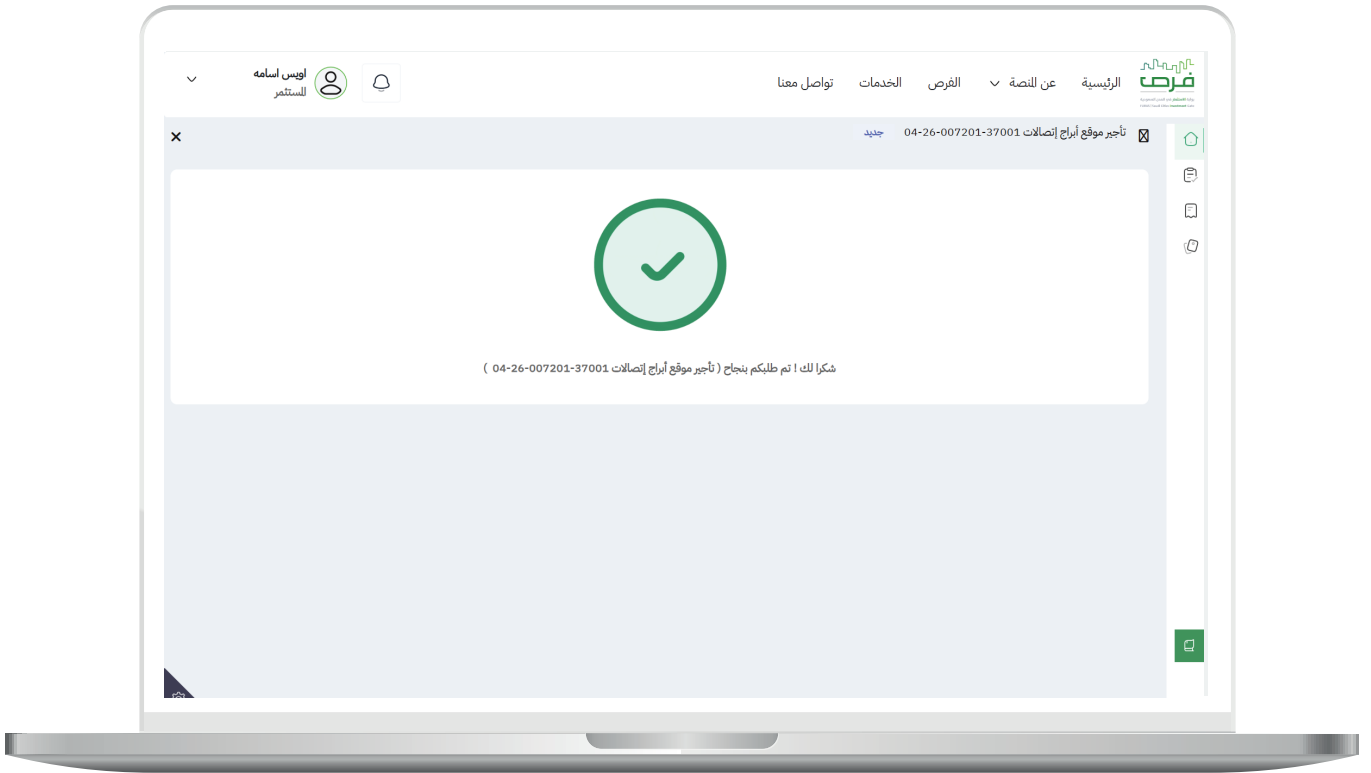 فرص
الرئيسية
عن المنصة
الفرص
الخدمات
تواصل معنا
اويس اسامه
المستثمر
تأجير موقع أبراج إتصالات 37001-007201-26-04
جديد
شكرا لك ! تم طلبكم بنجاح ( تأجير موقع أبراج إتصالات 37001-007201-26-04 )